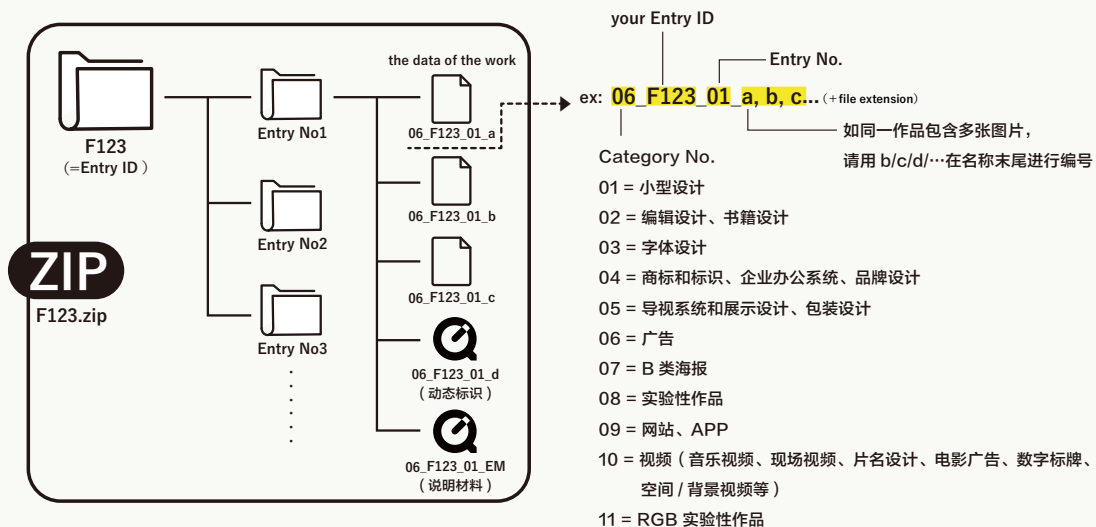 the data of the work
F123
(=Entry ID )
Entry No1
Entry No2
Entry No3
06_F123_01_a
06_F123_01_b
06_F123_01_c
06_F123_01_d
( 动态标识 )
06_F123_01_EM
( 说明材料 )
ZIP
F123.zip
your Entry ID
Entry No.
ex: 06_F123_01_a, b, c... (+file extension)
如同一作品包含多张图片，
请用 b/c/d/…在名称末尾进行编号
Category No.
01 = 小型设计
02 = 编辑设计、书籍设计
03 = 字体设计
04 = 商标和标识、企业办公系统、品牌设计
05 = 导视系统和展示设计、包装设计
06 = 广告
07 = B 类海报
08 = 实验性作品
09 = 网站、APP
10 = 视频（ 音乐视频、现场视频、片名设计、电影广告、数字标牌、
空间 / 背景视频等 ）
11 = RGB 实验性作品